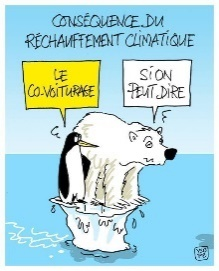 CONSÉQUENCE DU
RÉCHAUFFEMENT CLIMATIQUE
LE
CO-VOITURAGE
SI ON
PEUT DIRE